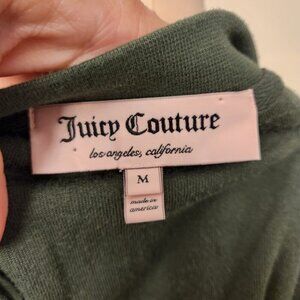 Juicy Couture
los angeles, california
M
made in
america